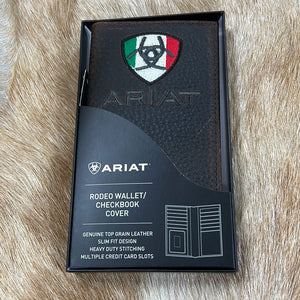 ARIAT
ARIAT
RODEO WALLET/
CHECKBOOK
COVER
GENUINE TOP GRAIN LEATHER
SLIM FIT DESIGN
HEAVY DUTY STITCHING
MULTIPLE CREDIT CARD SLOTS